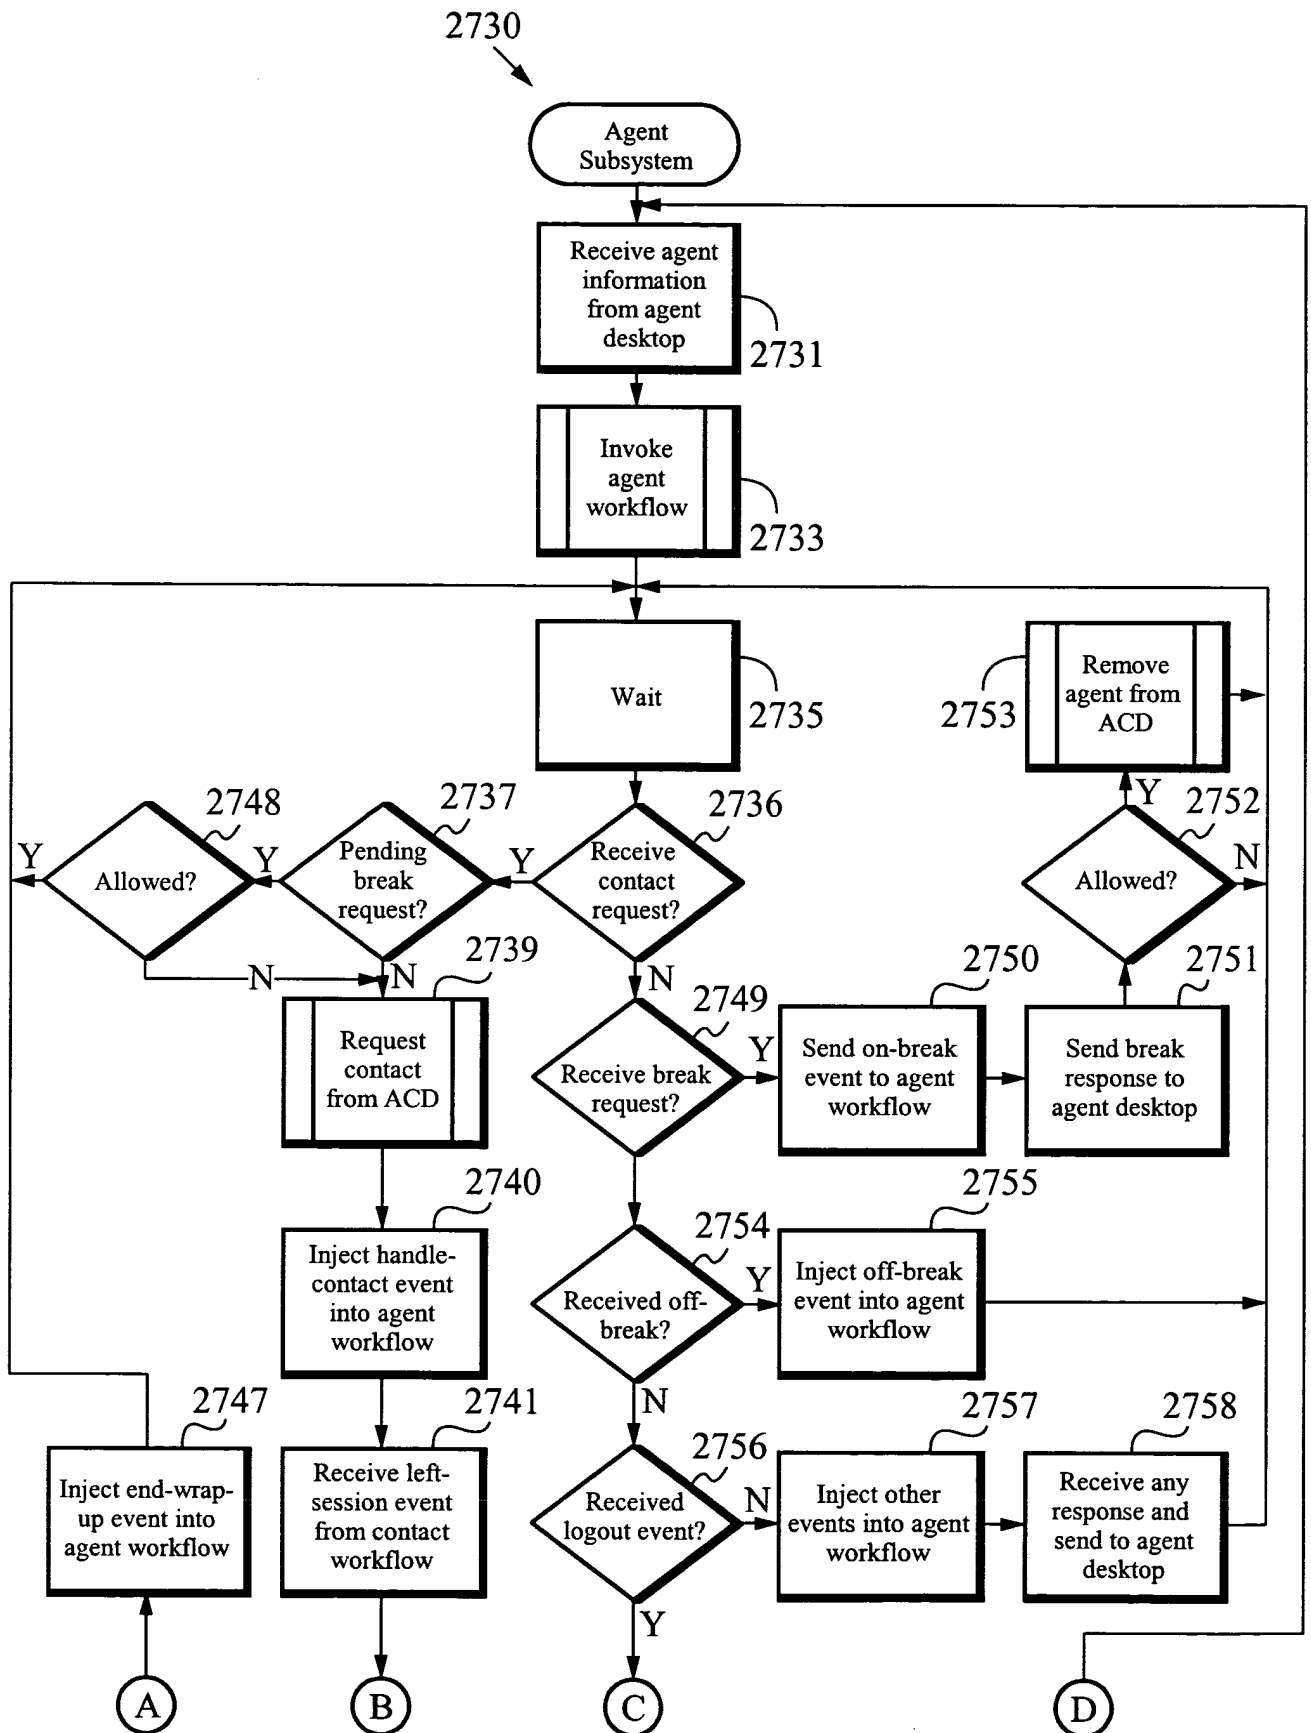 2730
Agent
Subsystem
Receive agent
information
from agent
desktop
2731
Invoke
agent
workflow
2733
Wait
2735
Remove
agent from
ACD
2753
2748
Allowed?
Y
N
2737
Pending
break
request?
Y
N
2736
Receive
contact
request?
Y
N
2752
Allowed?
Y
N
2739
Request
contact
from ACD
2749
Receive break
request?
Y
2750
Send on-break
event to agent
workflow
2751
Send break
response to
agent desktop
2740
Inject handle-
contact event
into agent
workflow
2754
Received off-
break?
Y
N
2755
Inject off-break
event into agent
workflow
2747
Inject end-wrap-
up event into
agent workflow
2741
Receive left-
session event
from contact
workflow
2756
Received
logout event?
N
Y
2757
Inject other
events into agent
workflow
2758
Receive any
response and
send to agent
desktop
A
B
C
D